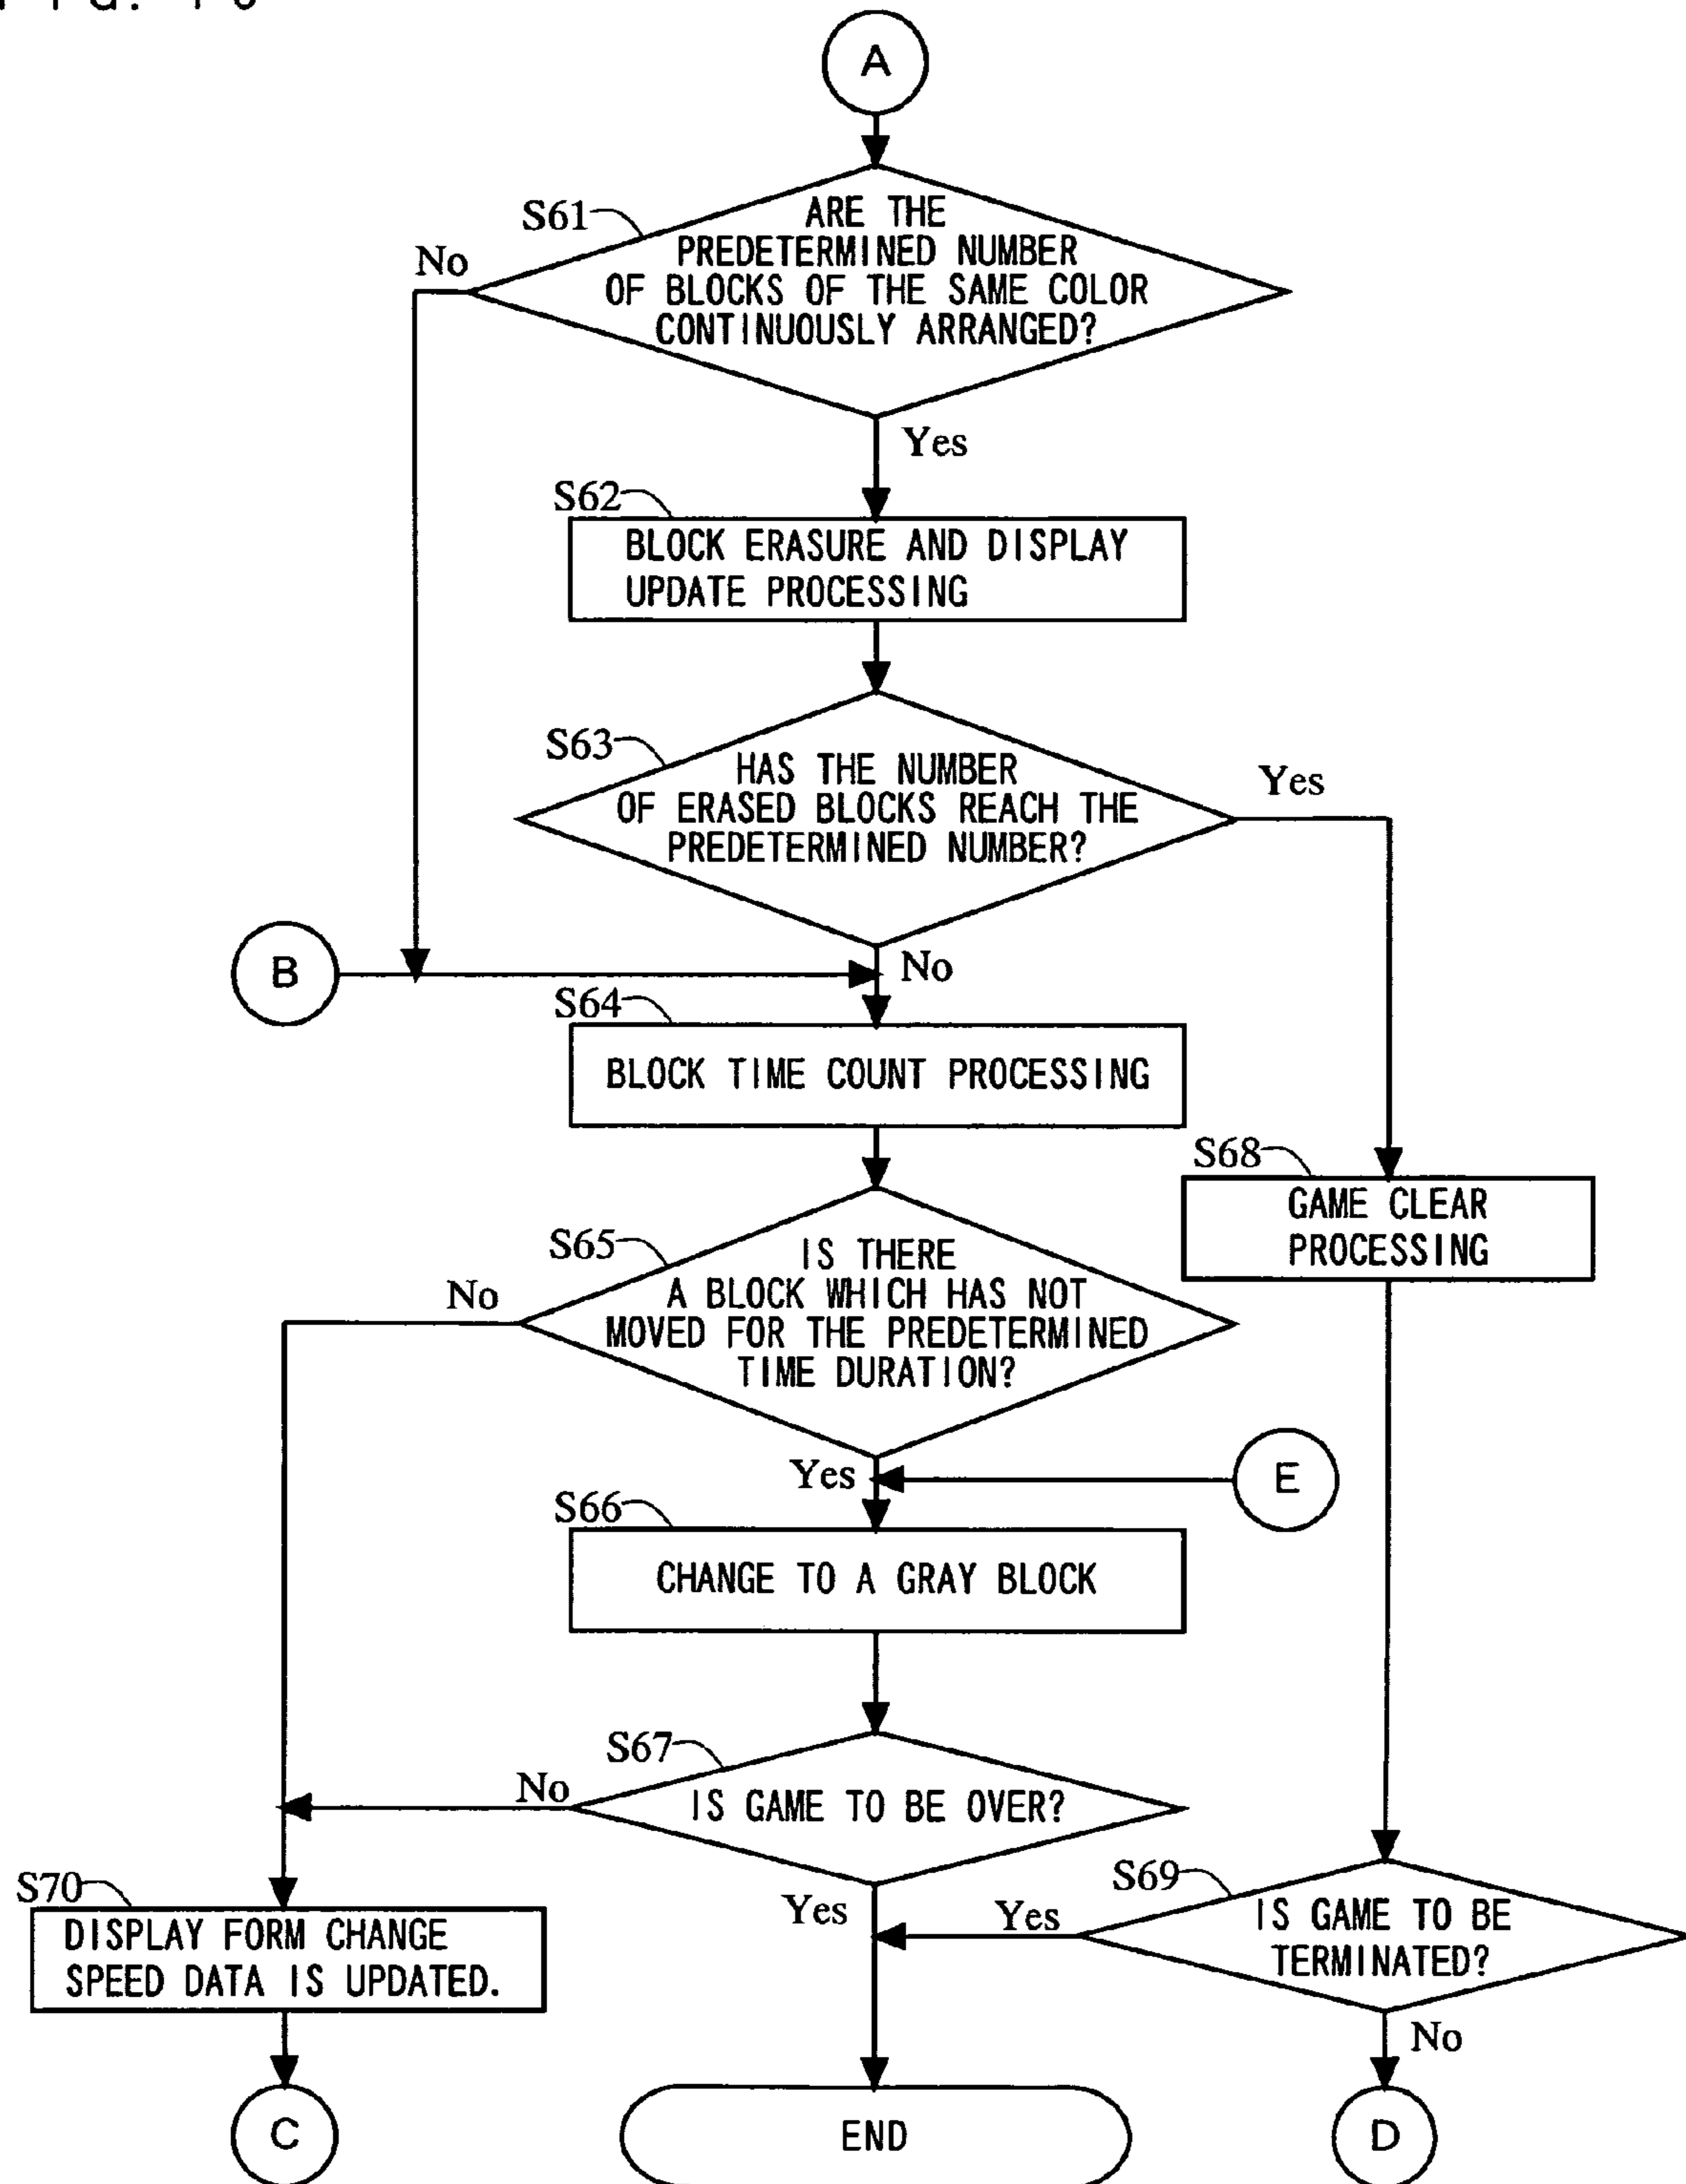 A
S61
ARE THE
PREDETERMINED NUMBER
OF BLOCKS OF THE SAME COLOR
CONTINUOUSLY ARRANGED?
No
Yes
S62
BLOCK ERASURE AND DISPLAY
UPDATE PROCESSING
S63
HAS THE NUMBER
OF ERASED BLOCKS REACH THE
PREDETERMINED NUMBER?
Yes
B
No
S64
BLOCK TIME COUNT PROCESSING
S68
GAME CLEAR
PROCESSING
S65
IS THERE
A BLOCK WHICH HAS NOT
MOVED FOR THE PREDETERMINED
TIME DURATION?
No
Yes
E
S66
CHANGE TO A GRAY BLOCK
S67
No
IS GAME TO BE OVER?
S70
DISPLAY FORM CHANGE
SPEED DATA IS UPDATED.
Yes
Yes
S69
IS GAME TO BE
TERMINATED?
No
C
END
D